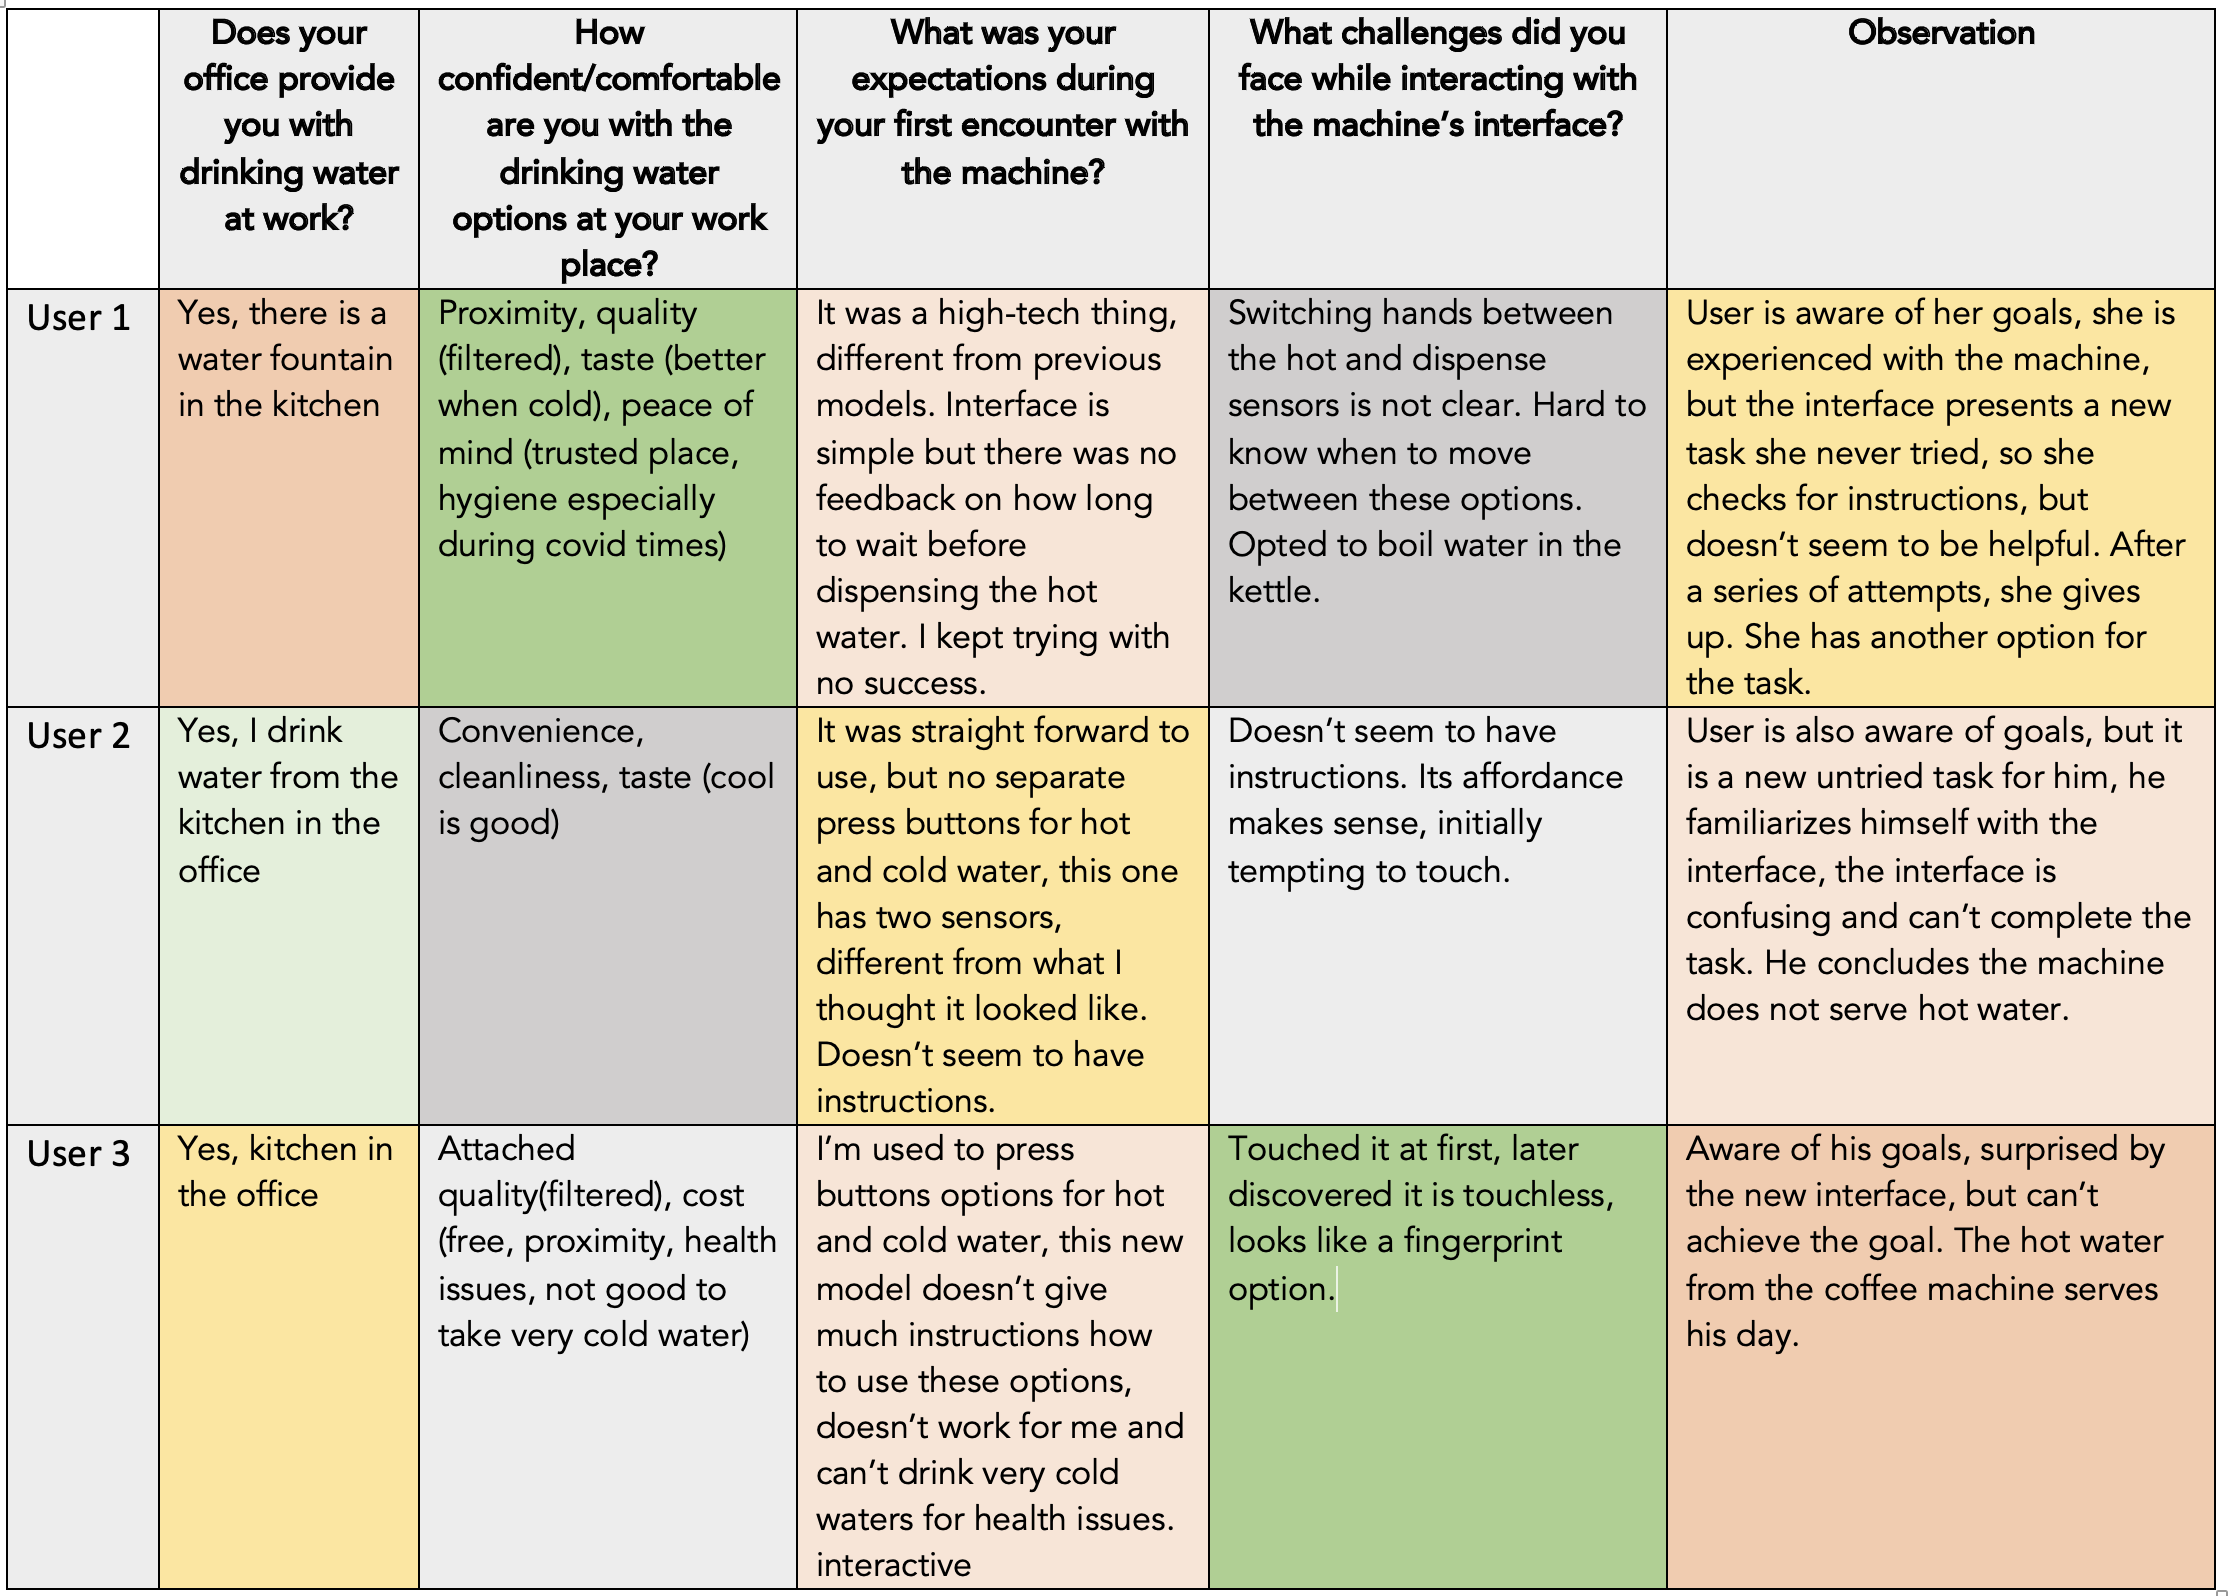 Does your
office provide
you with
drinking water
at work?
How
confident/comfortable
are you with the
drinking water
options at your work
place?
What was your
expectations during
your first encounter with
the machine?
What challenges did you
face while interacting with
the machine’s interface?
Observation
User 1
Yes, there is a
water fountain
in the kitchen
Proximity, quality
(filtered), taste (better
when cold), peace of
mind (trusted place,
hygiene especially
during covid times)
It was a high-tech thing,
different from previous
models. Interface is
simple but there was no
feedback on how long
to wait before
dispensing the hot
water. I kept trying with
no success.
Switching hands between
the hot and dispense
sensors is not clear. Hard to
know when to move
between these options.
Opted to boil water in the
kettle.
User is aware of her goals, she is
experienced with the machine,
but the interface presents a new
task she never tried, so she
checks for instructions, but
doesn’t seem to be helpful. After
a series of attempts, she gives
up. She has another option for
the task.
User 2
Yes, I drink
water from the
kitchen in the
office
Convenience,
cleanliness, taste (cool
is good)
It was straight forward to
use, but no separate
press buttons for hot
and cold water, this one
has two sensors,
different from what I
thought it looked like.
Doesn’t seem to have
instructions.
Doesn’t seem to have
instructions. Its affordance
makes sense, initially
tempting to touch.
User is also aware of goals, but it
is a new untried task for him, he
familiarizes himself with the
interface, the interface is
confusing and can’t complete the
task. He concludes the machine
does not serve hot water.
User 3
Yes, kitchen in
the office
Attached
quality(filtered), cost
(free, proximity, health
issues, not good to
take very cold water)
I’m used to press
buttons options for hot
and cold water, this new
model doesn’t give
much instructions how
to use these options,
doesn’t work for me and
can’t drink very cold
waters for health issues.
interactive
Touched it at first, later
discovered it is touchless,
looks like a fingerprint
option.
Aware of his goals, surprised by
the new interface, but can’t
achieve the goal. The hot water
from the coffee machine serves
his day.